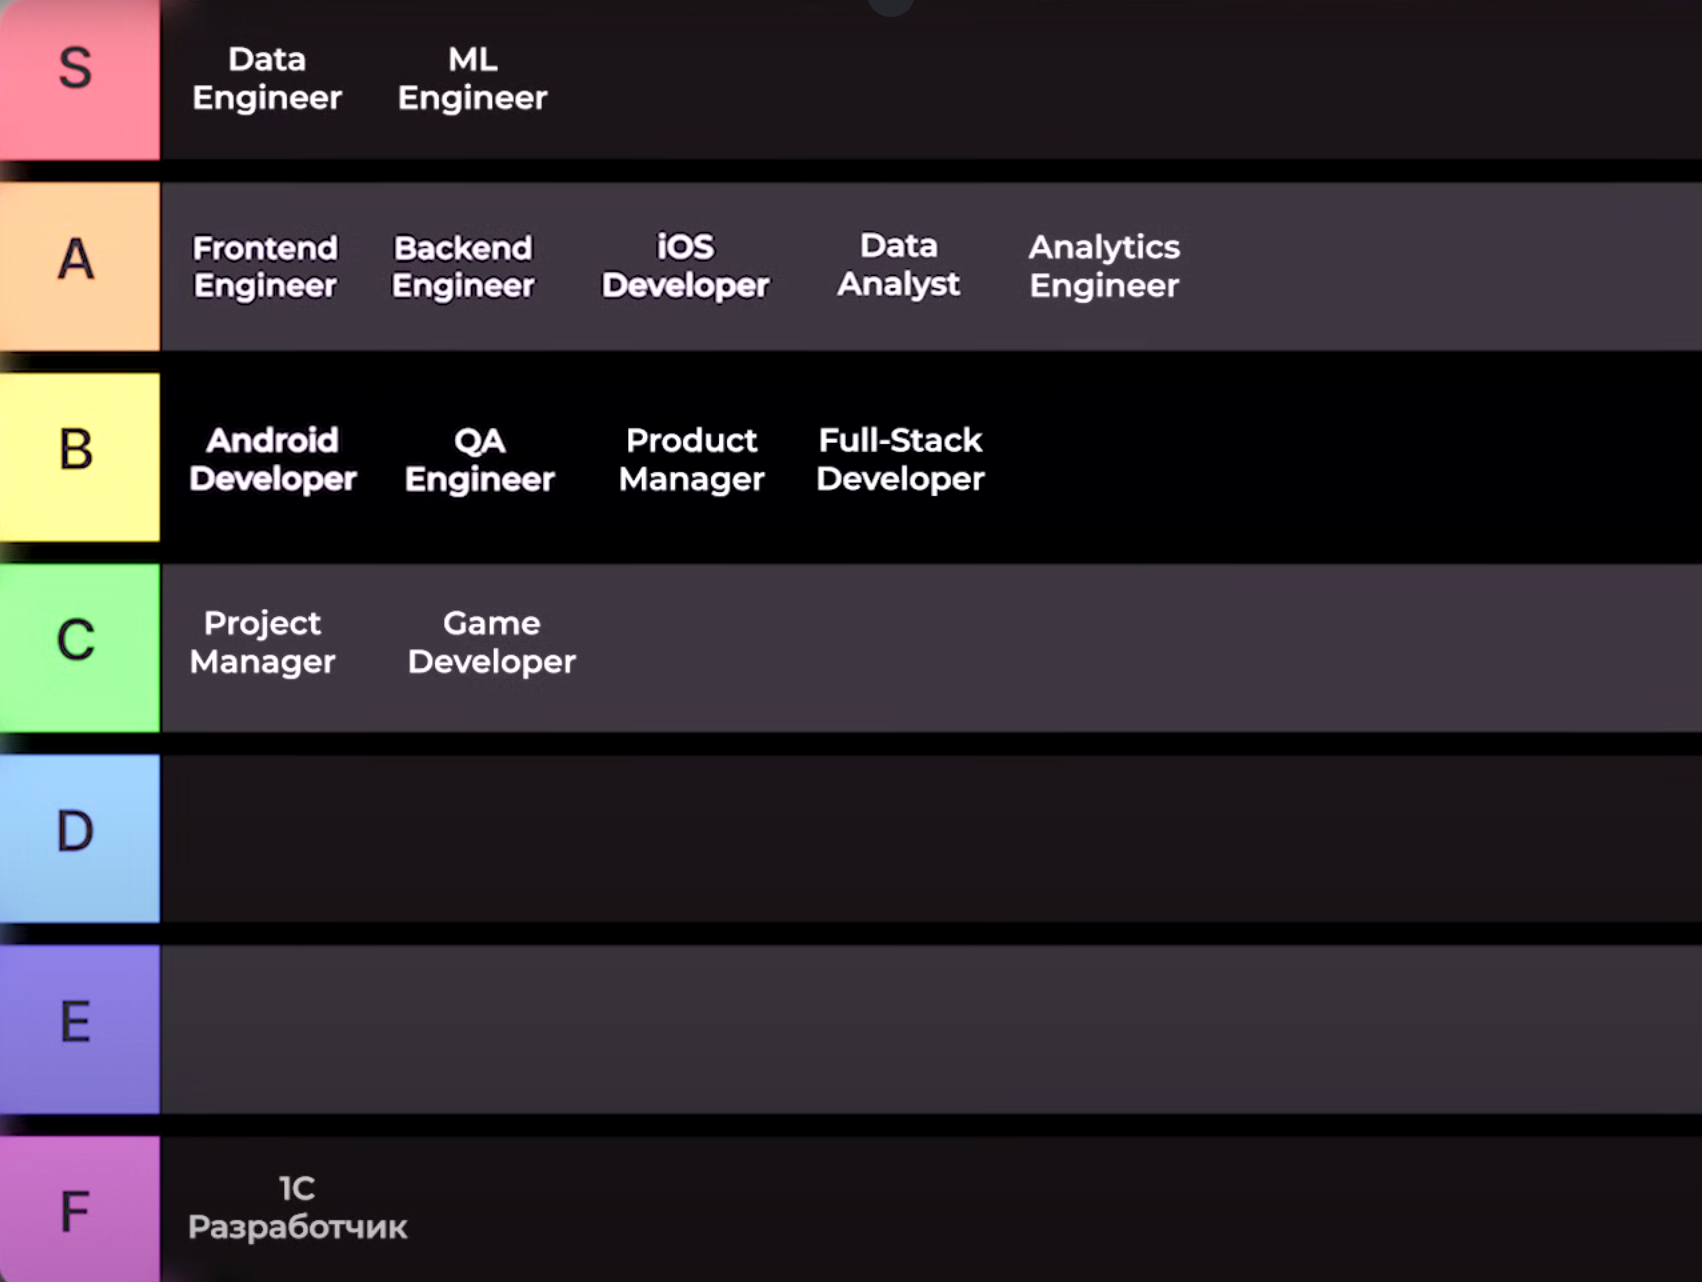 S
Data
Engineer
ML
Engineer
A
Frontend
Engineer
Backend
Engineer
iOS
Developer
Data
Analyst
Analytics
Engineer
B
Android
Developer
QA
Engineer
Product
Manager
Full-Stack
Developer
C
Project
Manager
Game
Developer
D
E
F
1C
Разработчик